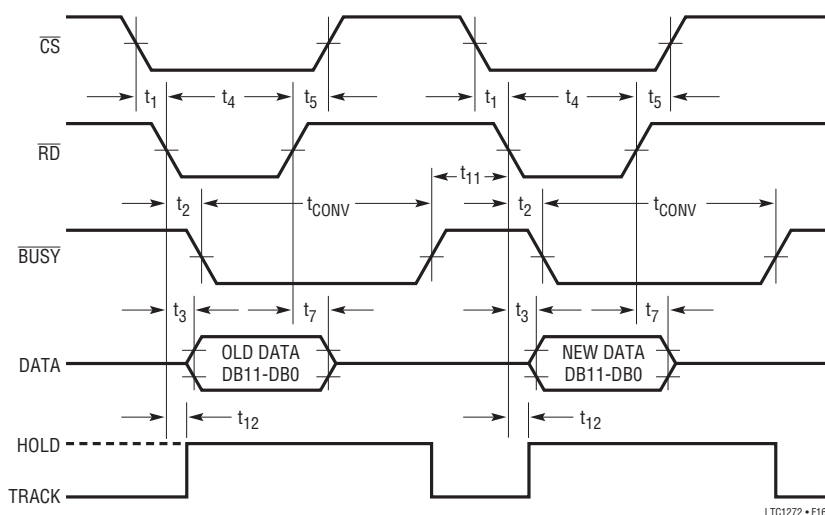 CS
t1 t4 t5 t1 t4 t5
RD
t11
t2 tCONV t2 tCONV
BUSY
t3 t7 t3 t7
DATA OLD DATA DB11-DB0 NEW DATA DB11-DB0
t12 t12
HOLD
TRACK
LTC1272 • F16